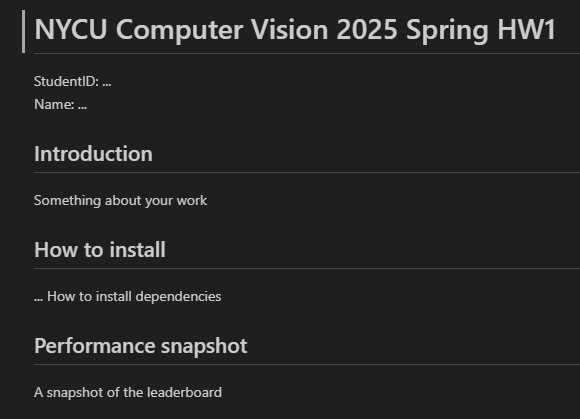 NYCU Computer Vision 2025 Spring HW1
StudentID: ...
Name: ...
Introduction
Something about your work
How to install
... How to install dependencies
Performance snapshot
A snapshot of the leaderboard